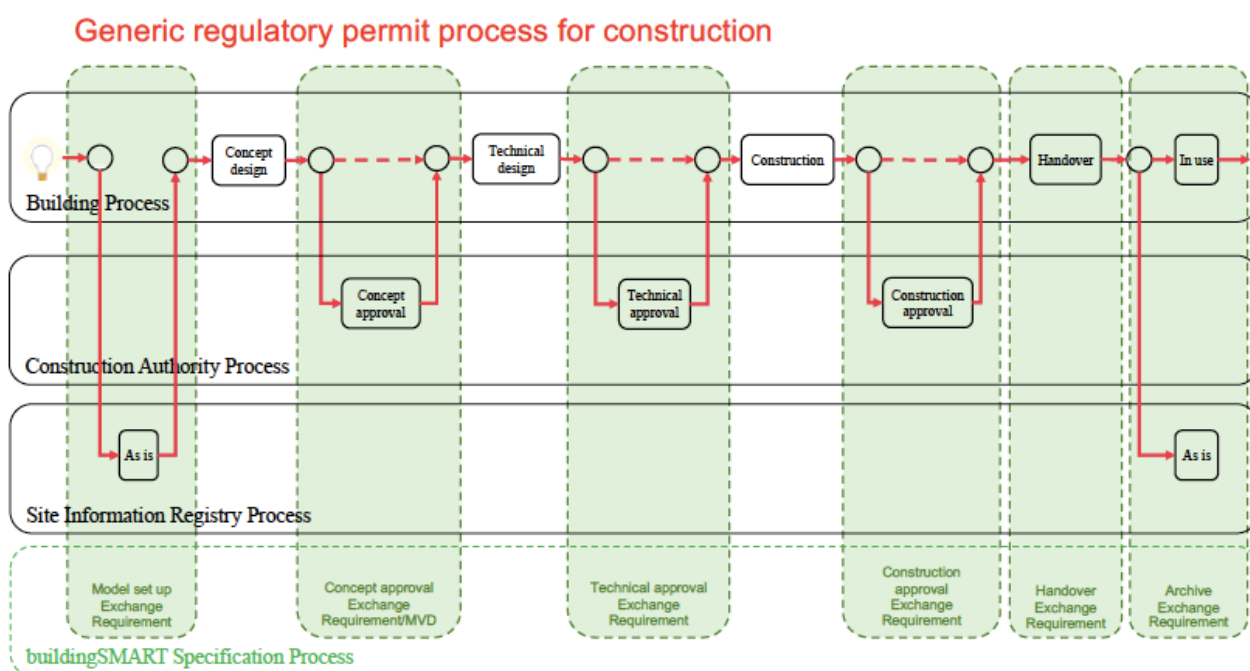 Generic regulatory permit process for construction
Concept
design
Technical
design
Construction
Handover
In use
Building Process
Concept
approval
Technical
approval
Construction
approval
Construction Authority Process
As is
As is
Site Information Registry Process
Model set up
Exchange
Requirement
Concept approval
Exchange
Requirement/MVD
Technical approval
Exchange
Requirement
Construction
approval
Exchange
Requirement
Handover
Exchange
Requirement
Archive
Exchange
Requirement
buildingSMART Specification Process